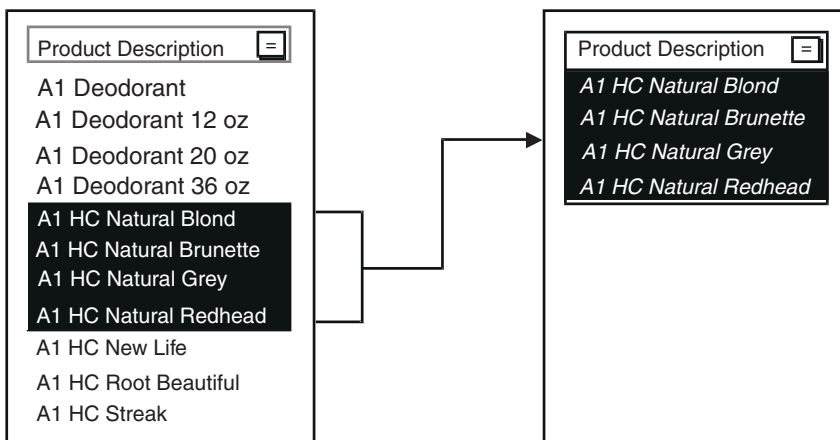 Product Description =
A1 Deodorant
A1 Deodorant 12 oz
A1 Deodorant 20 oz
A1 Deodorant 36 oz
A1 HC Natural Blond
A1 HC Natural Brunette
A1 HC Natural Grey
A1 HC Natural Redhead
A1 HC New Life
A1 HC Root Beautiful
A1 HC Streak
Product Description =
A1 HC Natural Blond
A1 HC Natural Brunette
A1 HC Natural Grey
A1 HC Natural Redhead